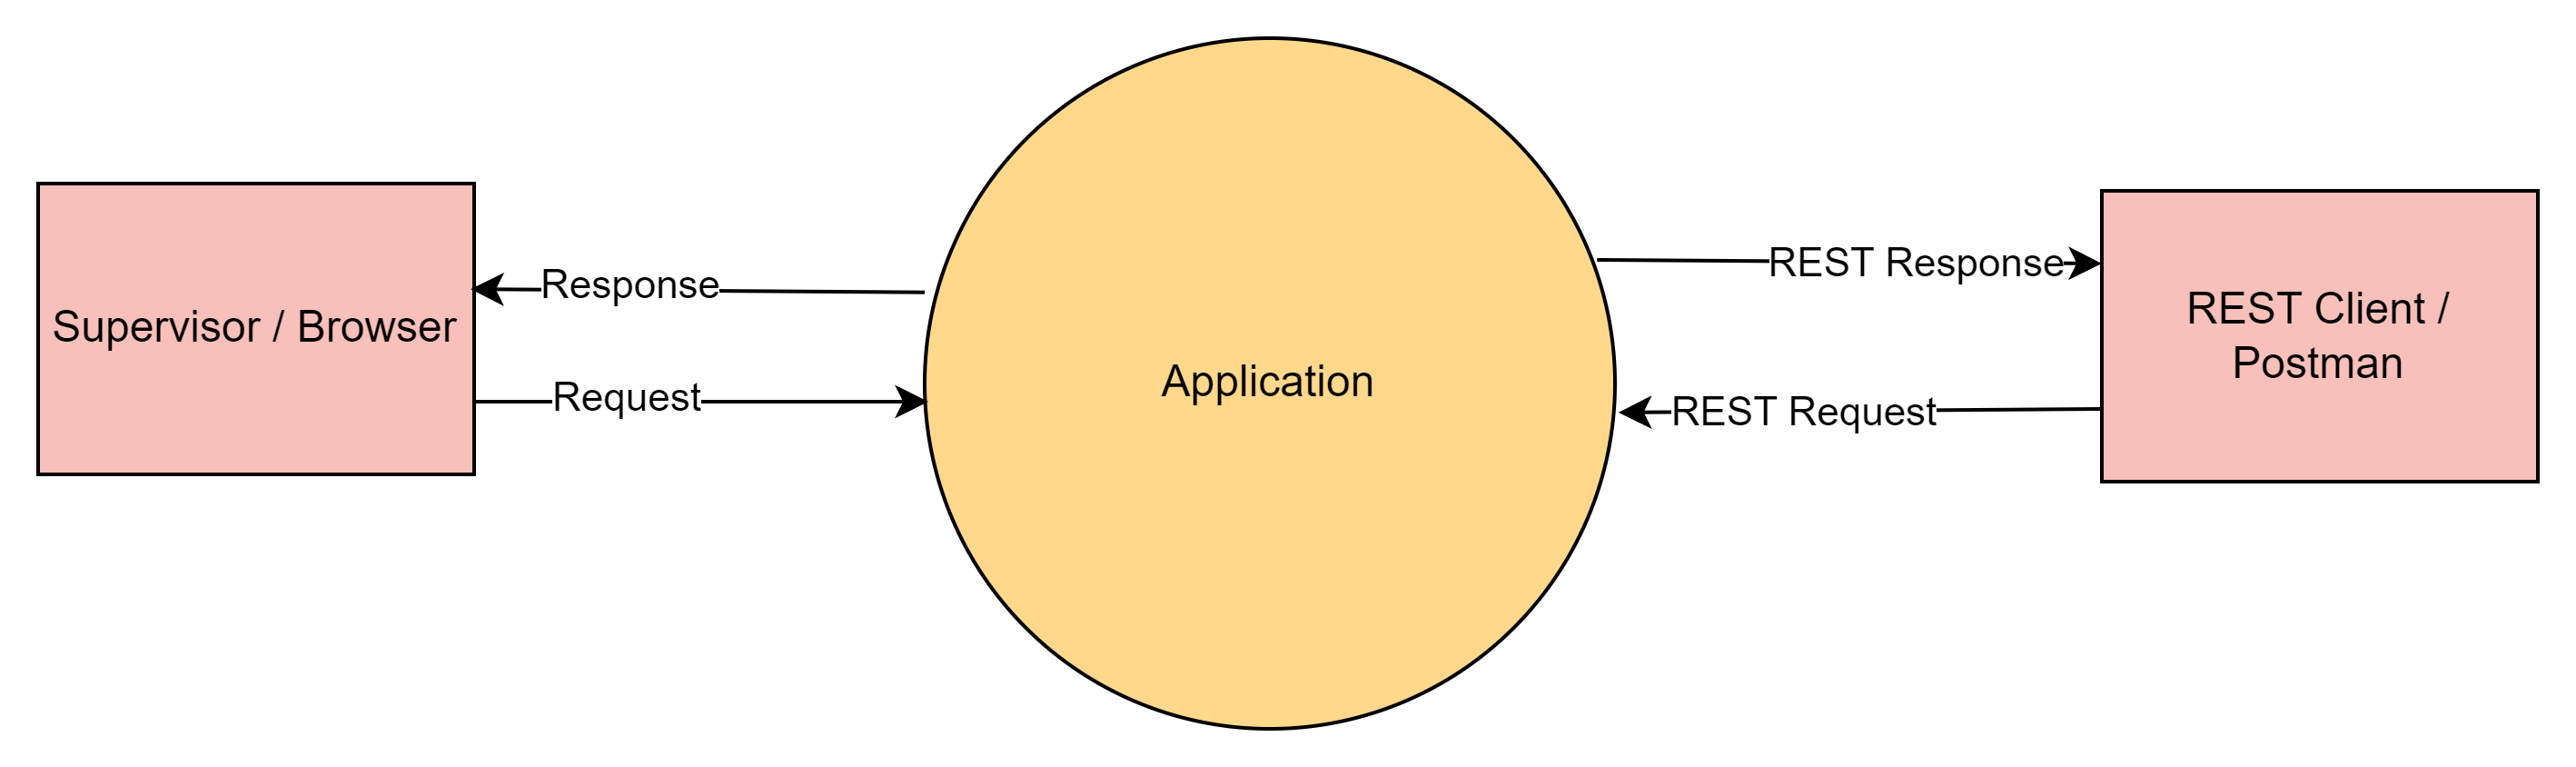 Supervisor / Browser
Response
Request
Application
REST Response
REST Request
REST Client /
Postman